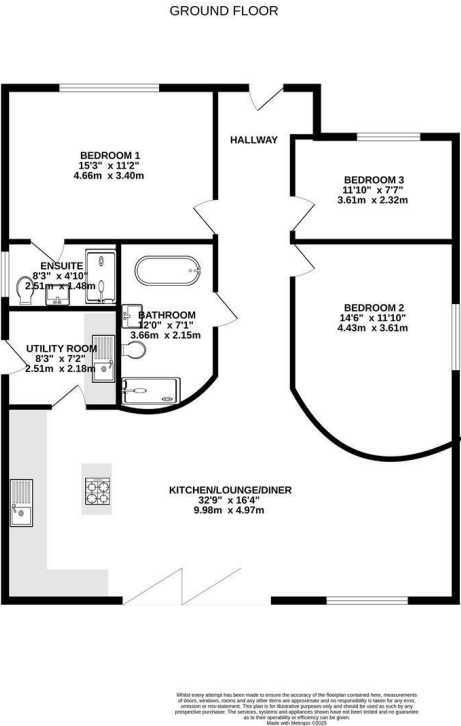 GROUND FLOOR
HALLWAY
BEDROOM 1
15'3" x 11'2"
4.66m x 3.40m
BEDROOM 3
11'10" x 7'7"
3.61m x 2.32m
ENSUITE
8'3" x 4'10"
2.51m x 1.48m
BATHROOM
12'0" x 7'1"
3.66m x 2.15m
BEDROOM 2
14'6" x 11'10"
4.43m x 3.61m
UTILITY ROOM
8'3" x 7'2"
2.51m x 2.18m
KITCHEN/LOUNGE/DINER
32'9" x 16'4"
9.98m x 4.97m
Whilst every attempt has been made to ensure the accuracy of the floorplan contained here, measurements
of doors, windows, rooms and any other items are approximate and no responsibility is taken for any error,
omission or mis-statement. This plan is for illustrative purposes only and should be used as such by any
prospective purchaser. The services, systems and appliances shown have not been tested and no guarantee
as to their operability or efficiency can be given.
Made with Metropix ©2025